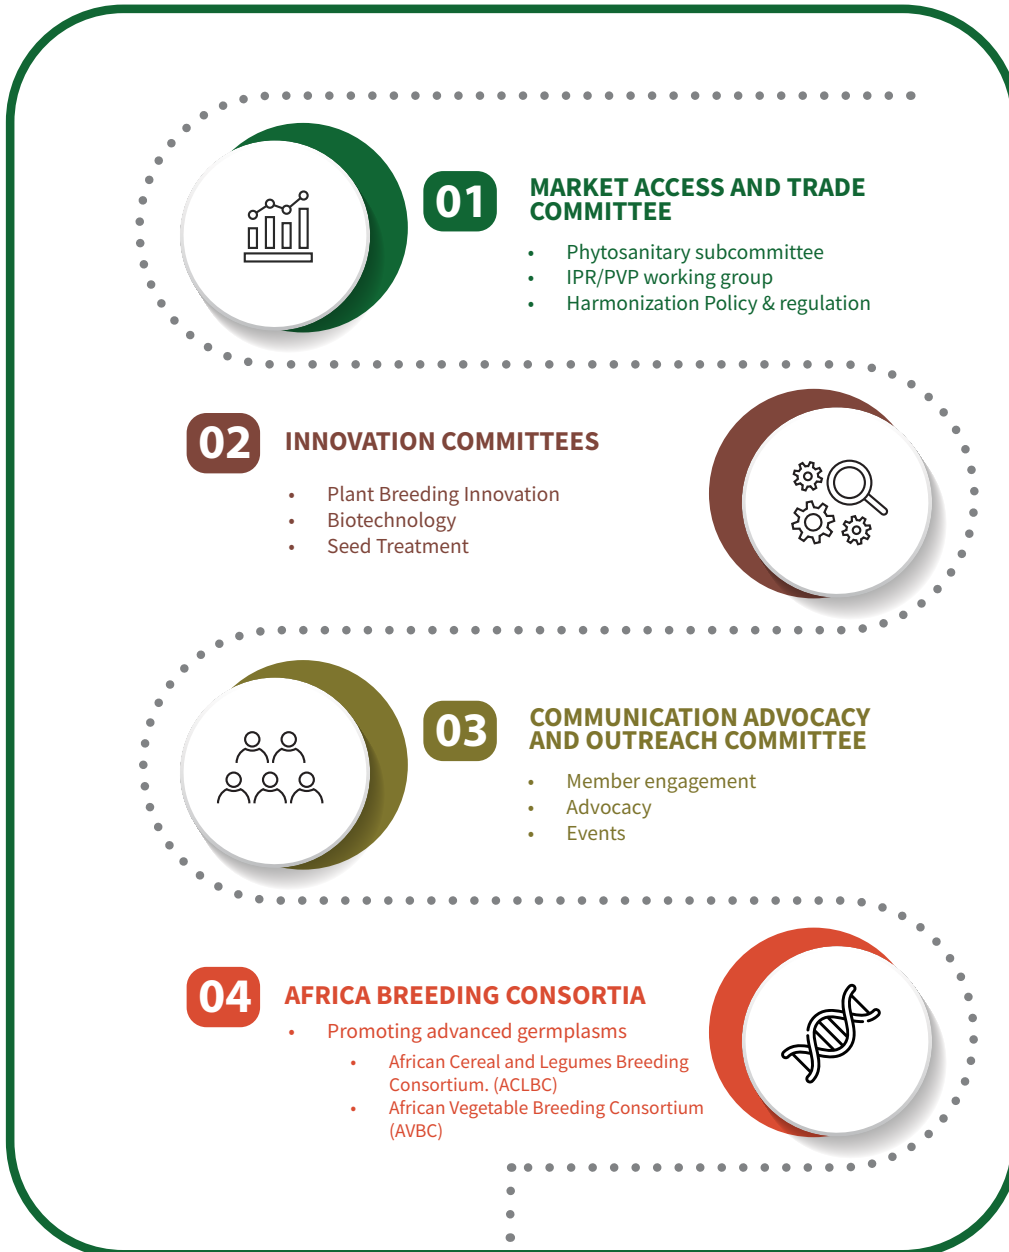 01
MARKET ACCESS AND TRADE
COMMITTEE
• Phytosanitary subcommittee
• IPR/PVP working group
• Harmonization Policy & regulation
02
INNOVATION COMMITTEES
• Plant Breeding Innovation
• Biotechnology
• Seed Treatment
03
COMMUNICATION ADVOCACY
AND OUTREACH COMMITTEE
• Member engagement
• Advocacy
• Events
04
AFRICA BREEDING CONSORTIA
• Promoting advanced germplasms
• African Cereal and Legumes Breeding
Consortium. (ACLBC)
• African Vegetable Breeding Consortium
(AVBC)